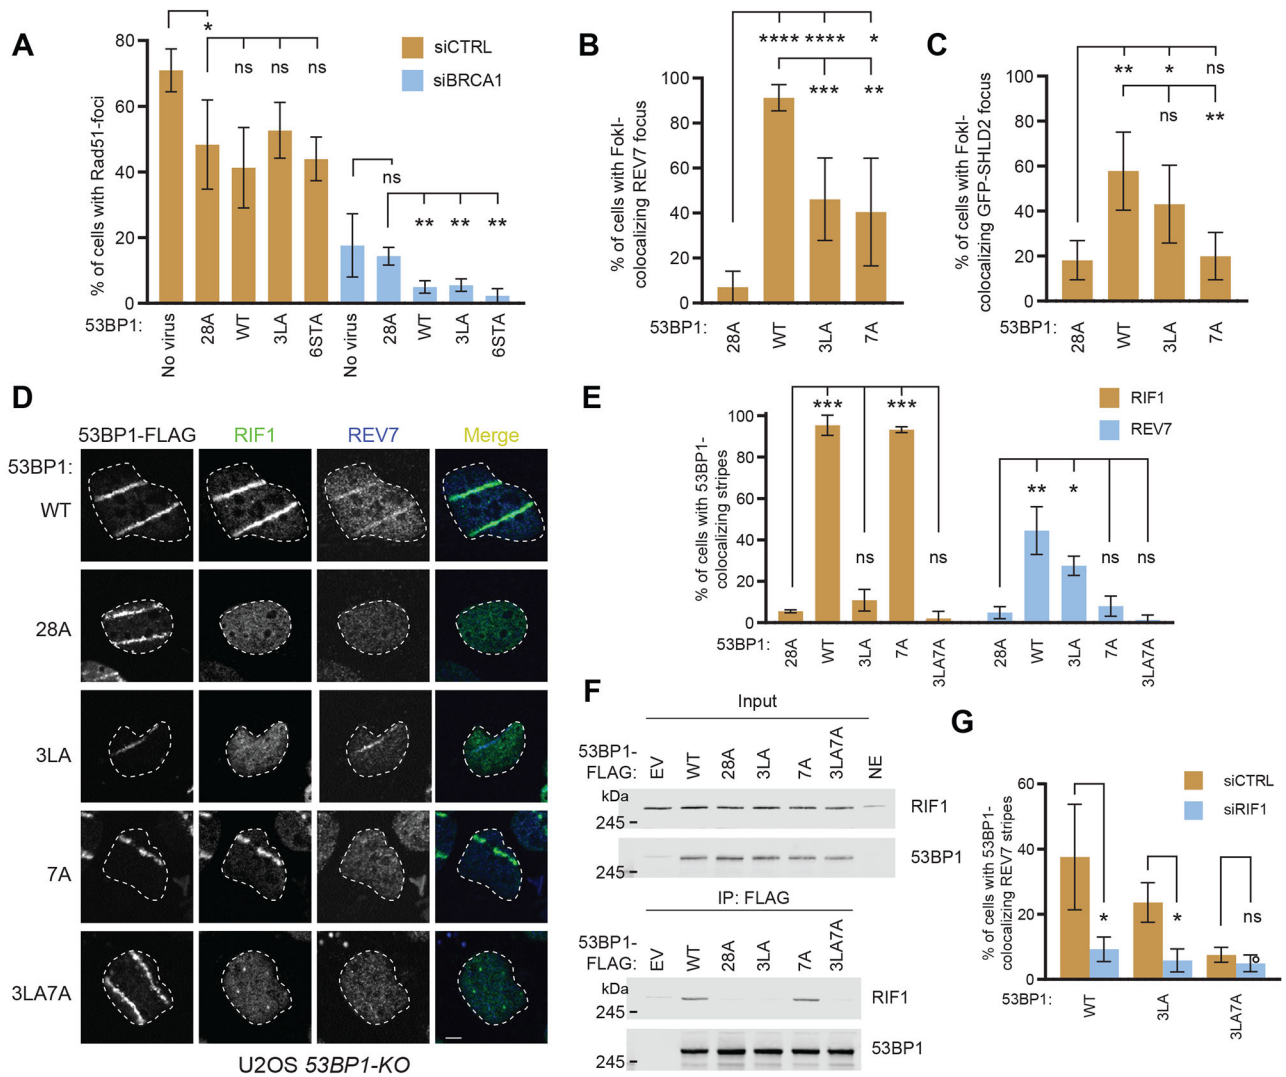 A
% of cells with Rad51-foci
80
60
40
20
0
*
ns
ns
ns
ns
**
**
**
siCTRL
siBRCA1
53BP1:
No virus
28A
WT
3LA
6STA
No virus
28A
WT
3LA
6STA
B
% of cells with FokI-
colocalizing REV7 focus
100
80
60
40
20
0
****
****
*
***
**
53BP1:
28A
WT
3LA
7A
C
% of cells with FokI-
colocalizing GFP-SHLD2 focus
100
80
60
40
20
0
**
*
ns
ns
**
53BP1:
28A
WT
3LA
7A
D
53BP1-FLAG
RIF1
REV7
Merge
53BP1:
WT
28A
3LA
7A
3LA7A
U2OS 53BP1-KO
E
% of cells with 53BP1-
colocalizing stripes
100
80
60
40
20
0
***
ns
***
ns
**
*
ns
ns
RIF1
REV7
53BP1:
28A
WT
3LA
7A
3LA7A
28A
WT
3LA
7A
3LA7A
F
Input
53BP1-
FLAG:
EV
WT
28A
3LA
7A
3LA7A
NE
kDa
245
RIF1
245
53BP1
IP: FLAG
53BP1-
FLAG:
EV
WT
28A
3LA
7A
3LA7A
kDa
245
RIF1
245
53BP1
G
% of cells with 53BP1-
colocalizing REV7 stripes
60
40
20
0
*
*
ns
siCTRL
siRIF1
53BP1:
WT
3LA
3LA7A